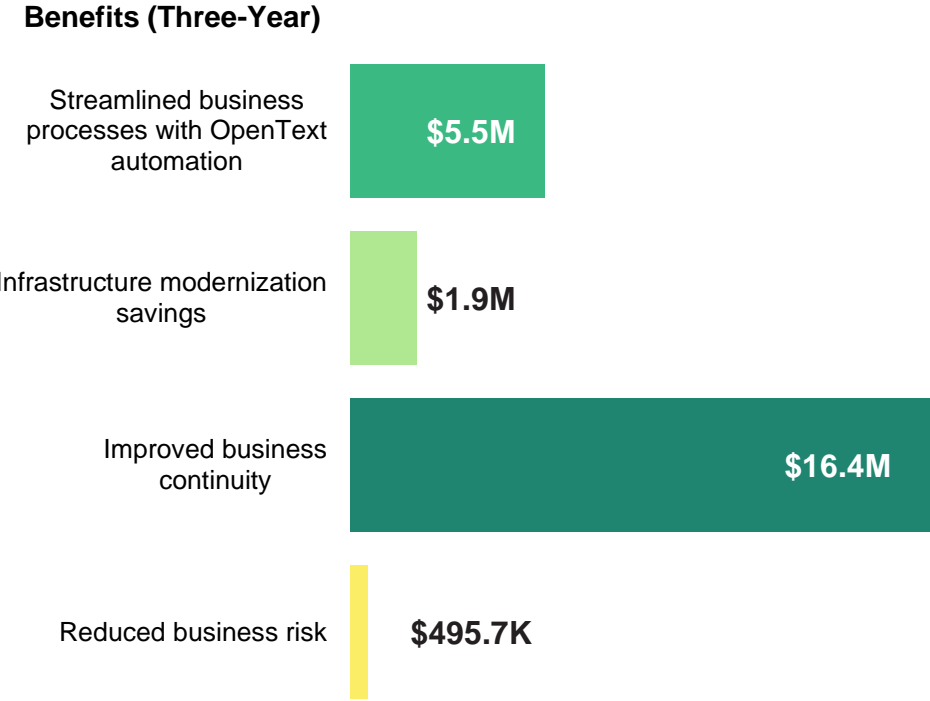 Benefits (Three-Year)
Streamlined business
processes with OpenText
automation
$5.5M
Infrastructure modernization
savings
$1.9M
Improved business
continuity
$16.4M
Reduced business risk
$495.7K